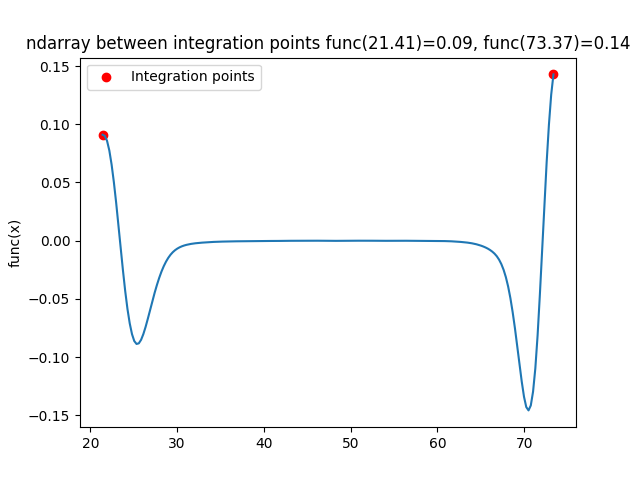 ndarray between integration points func(21.41)=0.09, func(73.37)=0.14
Integration points
func(x)
0.15
0.10
0.05
0.00
−0.05
−0.10
−0.15
20 30 40 50 60 70